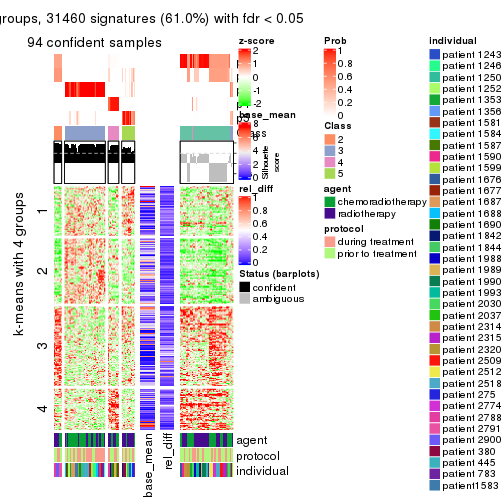 groups, 31460 signatures (61.0%) with fdr < 0.05
94 confident samples
k-means with 4 groups
1
2
3
4
Silhouette
score
agent
protocol
individual
base_mean
rel_diff
z-score
2
1
0
-1
-2
base_mean
8
6
4
2
0
rel_diff
1
0.8
0.6
0.4
0.2
0
Status (barplots)
confident
ambiguous
Prob
1
0.8
0.6
0.4
0.2
0
Class
2
3
4
5
agent
chemoradiotherapy
radiotherapy
protocol
during treatment
prior to treatment
individual
patient 1243
patient 1246
patient 1250
patient 1252
patient 1353
patient 1356
patient 1581
patient 1584
patient 1587
patient 1590
patient 1599
patient 1676
patient 1677
patient 1687
patient 1688
patient 1690
patient 1842
patient 1844
patient 1988
patient 1989
patient 1990
patient 1993
patient 2030
patient 2037
patient 2314
patient 2315
patient 2320
patient 2509
patient 2512
patient 2518
patient 275
patient 2774
patient 2788
patient 2791
patient 2900
patient 380
patient 445
patient 783
patient1583